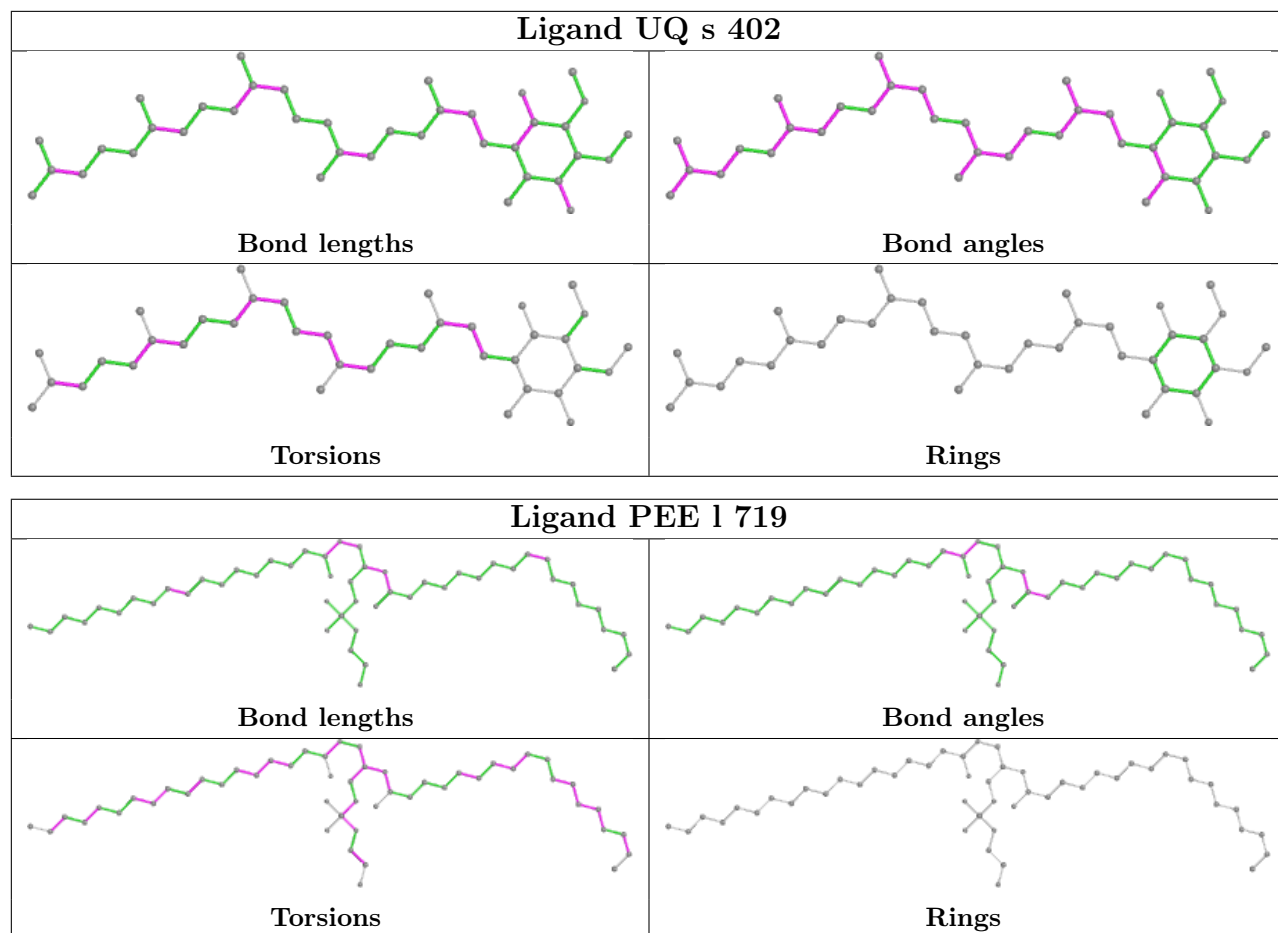 Ligand UQ s 402
Bond lengths
Bond angles
Torsions
Rings
Ligand PEE l 719
Bond lengths
Bond angles
Torsions
Rings